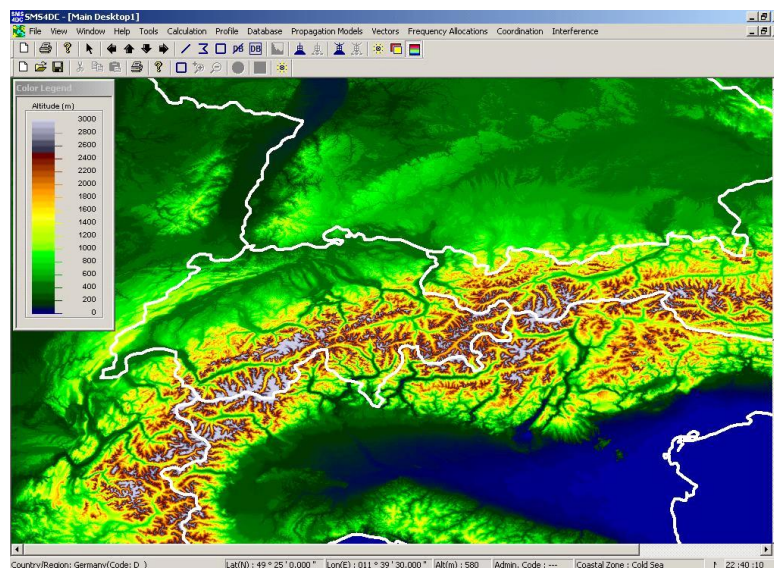 SMS4DC - [Main Desktop1]
File View Window Help Tools Calculation Profile Database Propagation Models Vectors Frequency Allocations Coordination Interference
DB
Color Legend
Altitude (m)
3000
2800
2600
2400
2200
2000
1800
1600
1400
1200
1000
800
600
400
200
0
Country/Region: Germany(Code: D )
Lat(N) : 49 ° 25 ' 0.000 "
Lon(E) : 011 ° 39 ' 30.000 "
Alt(m) : 580
Admin. Code : ---
Coastal Zone : Cold Sea
22 :40 :10